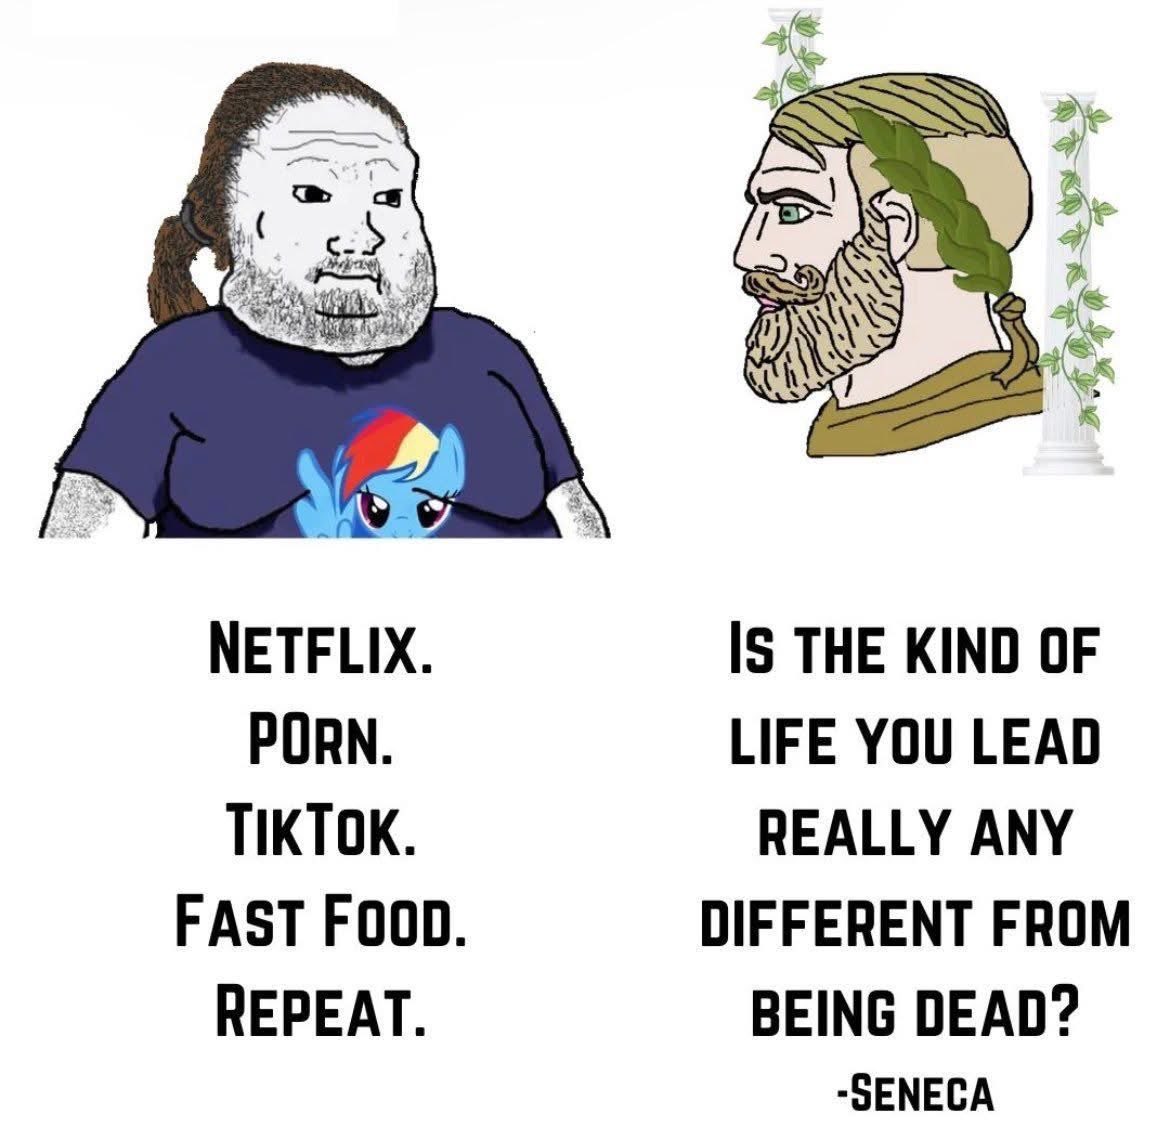 NETFLIX.
PORN.
TIKTOK.
FAST FOOD.
REPEAT.
IS THE KIND OF
LIFE YOU LEAD
REALLY ANY
DIFFERENT FROM
BEING DEAD?
-SENECA